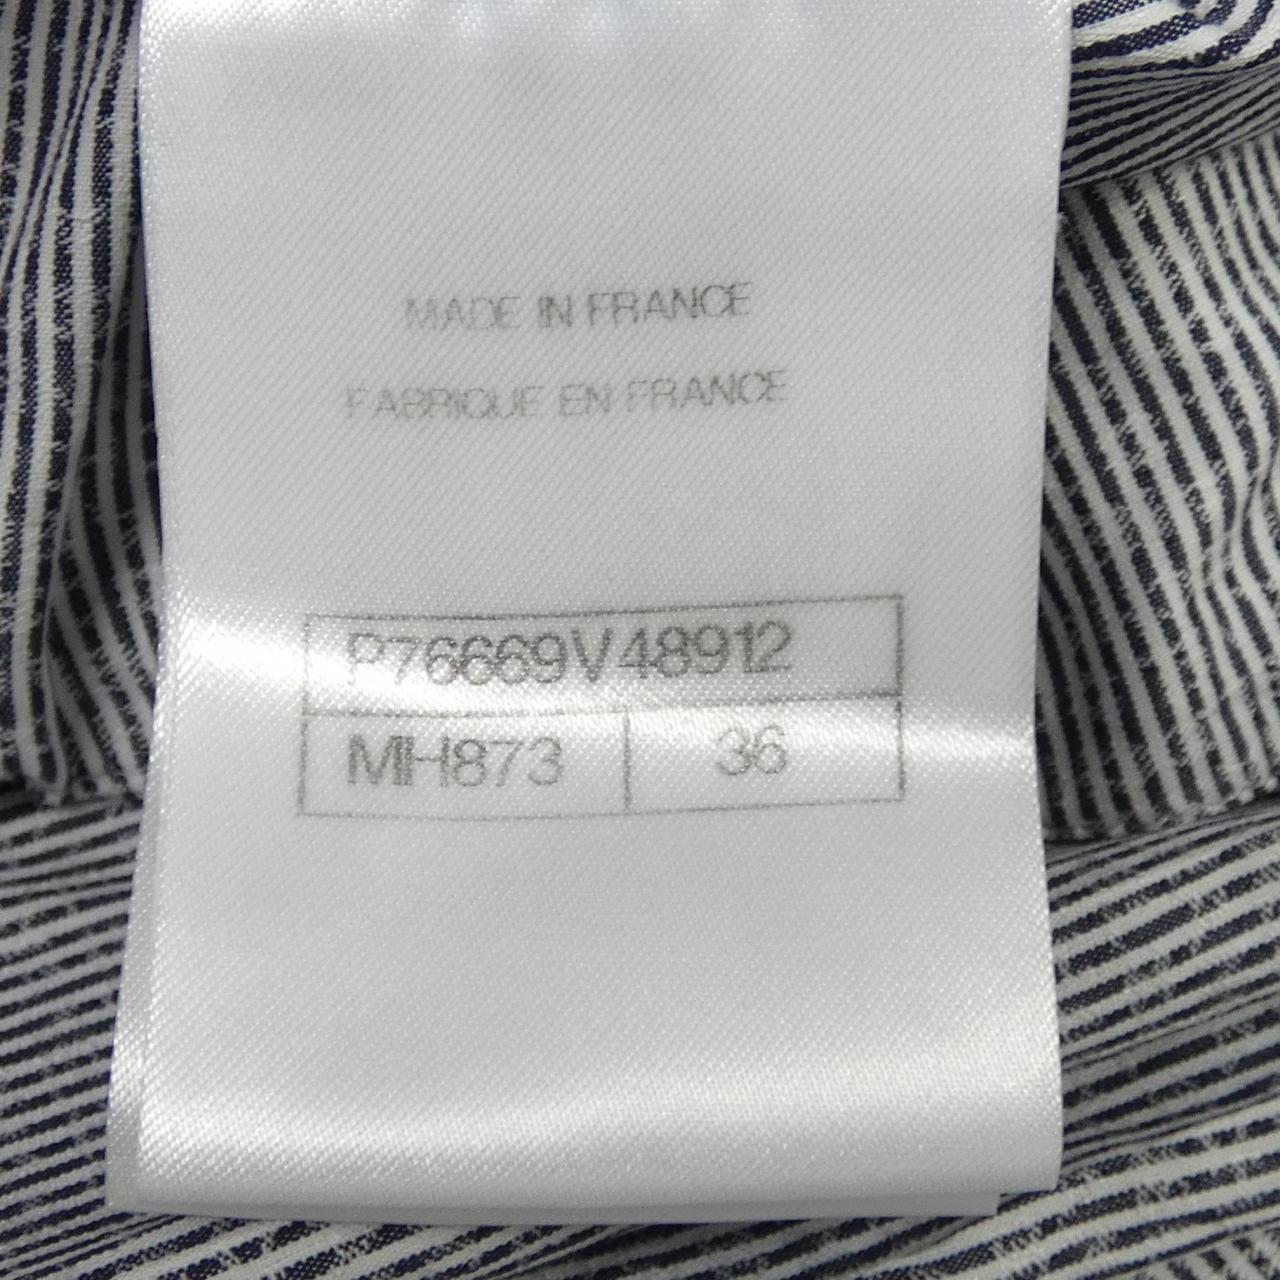 MADE IN FRANCE
FABRIQUE EN FRANCE
P76669V48912
MH873 36